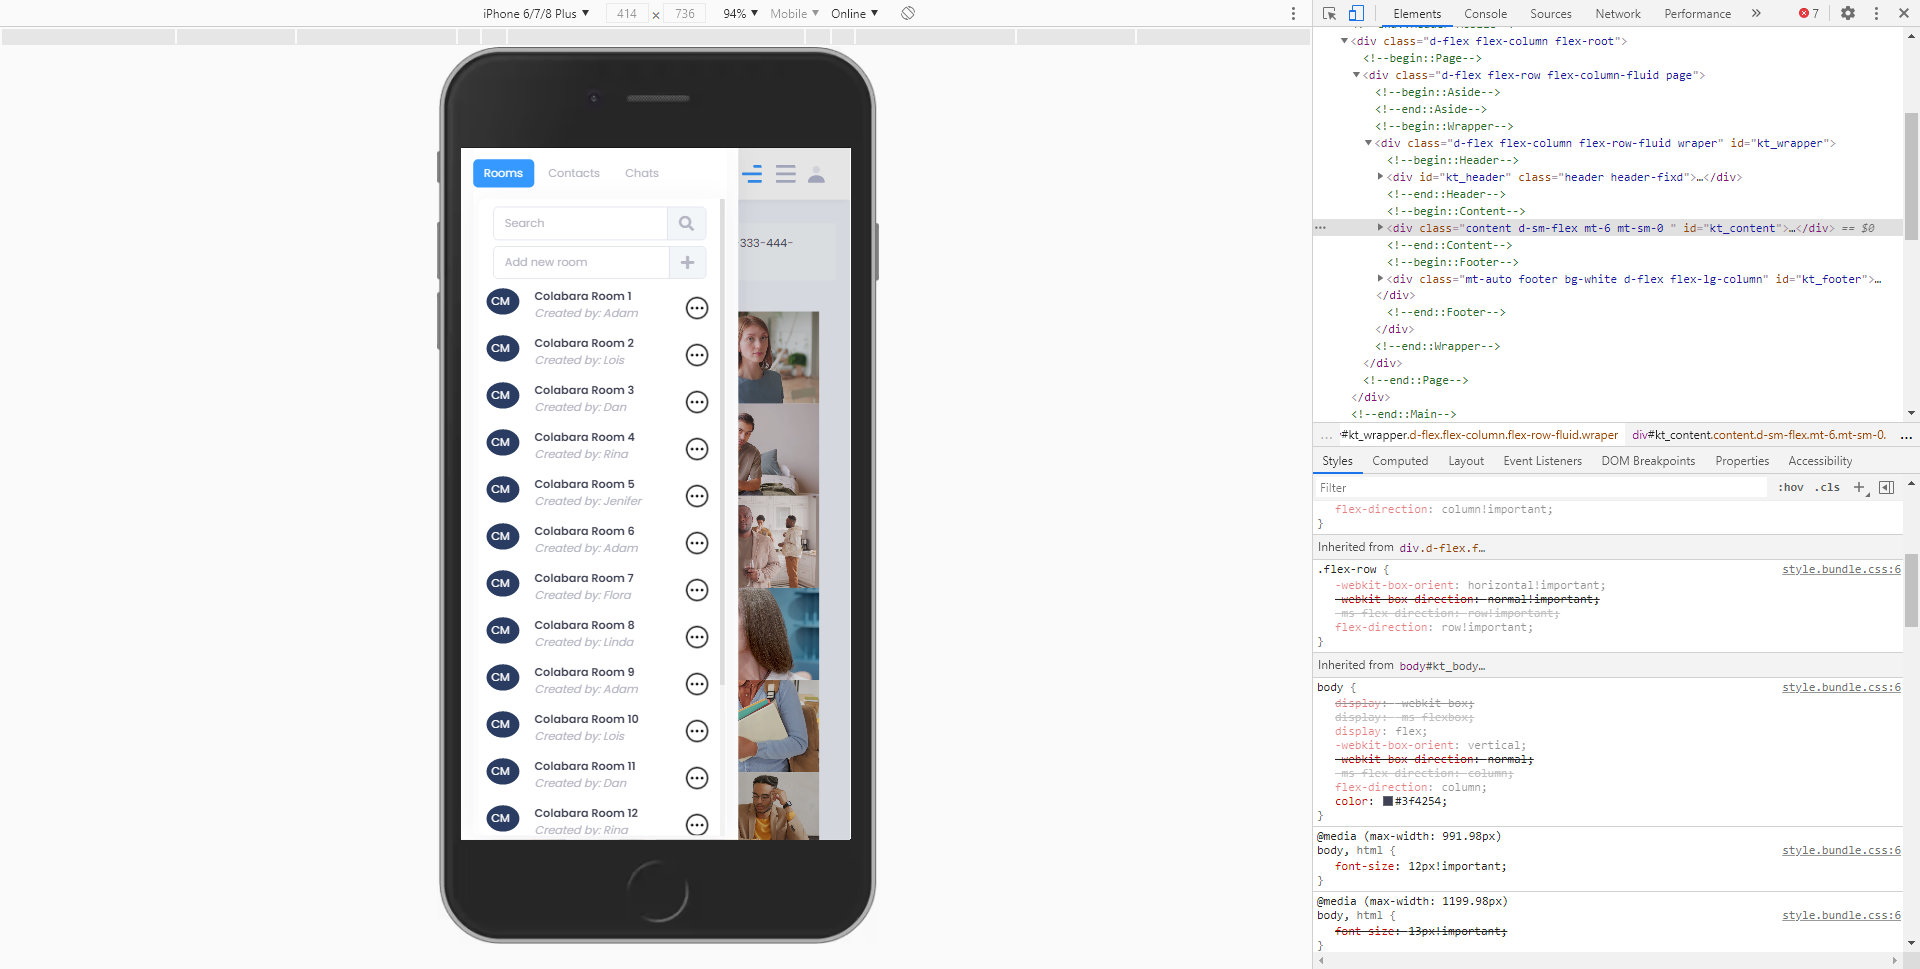 iPhone 6/7/8 Plus ▼ 414 × 736 94% ▼ Mobile ▼ Online ▼
Rooms Contacts Chats
Search
Add new room
CM Colabara Room 1
Created by: Adam
CM Colabara Room 2
Created by: Lois
CM Colabara Room 3
Created by: Dan
CM Colabara Room 4
Created by: Rina
CM Colabara Room 5
Created by: Jenifer
CM Colabara Room 6
Created by: Adam
CM Colabara Room 7
Created by: Flora
CM Colabara Room 8
Created by: Linda
CM Colabara Room 9
Created by: Adam
CM Colabara Room 10
Created by: Lois
CM Colabara Room 11
Created by: Dan
CM Colabara Room 12
Created by: Rina
333-444-
Elements Console Sources Network Performance » 7
<div class="d-flex flex-column flex-root">
<!--begin::Page-->
<div class="d-flex flex-row flex-column-fluid page">
<!--begin::Aside-->
<!--end::Aside-->
<!--begin::Wrapper-->
<div class="d-flex flex-column flex-row-fluid wraper" id="kt_wrapper">
<!--begin::Header-->
<div id="kt_header" class="header header-fixd">…</div>
<!--end::Header-->
<!--begin::Content-->
<div class="content d-sm-flex mt-6 mt-sm-0 " id="kt_content">…</div> == $0
<!--end::Content-->
<!--begin::Footer-->
<div class="mt-auto footer bg-white d-flex flex-lg-column" id="kt_footer">…
</div>
<!--end::Footer-->
</div>
<!--end::Wrapper-->
</div>
<!--end::Page-->
</div>
<!--end::Main-->
… #kt_wrapper.d-flex.flex-column.flex-row-fluid.wraper div#kt_content.content.d-sm-flex.mt-6.mt-sm-0. …
Styles Computed Layout Event Listeners DOM Breakpoints Properties Accessibility
Filter :hov .cls +
flex-direction: column!important;
}
Inherited from div.d-flex.f…
.flex-row { style.bundle.css:6
-webkit-box-orient: horizontal!important;
-webkit-box-direction: normal!important;
-ms-flex-direction: row!important;
flex-direction: row!important;
}
Inherited from body#kt_body…
body { style.bundle.css:6
display: -webkit-box;
display: -ms-flexbox;
display: flex;
-webkit-box-orient: vertical;
-webkit-box-direction: normal;
-ms-flex-direction: column;
flex-direction: column;
color: #3f4254;
}
@media (max-width: 991.98px)
body, html { style.bundle.css:6
font-size: 12px!important;
}
@media (max-width: 1199.98px)
body, html { style.bundle.css:6
font-size: 13px!important;
}